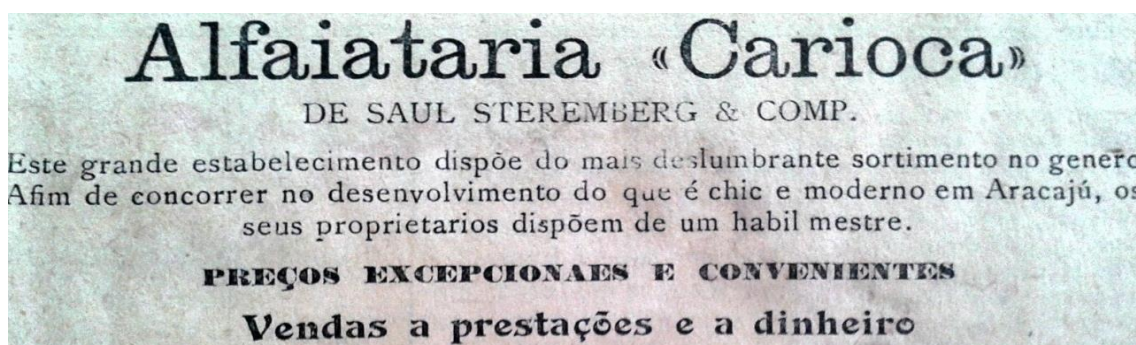 Alfaiataria «Carioca»
DE SAUL STEREMBERG & COMP.
Este grande estabelecimento dispõe do mais deslumbrante sortimento no genero
Afim de concorrer no desenvolvimento do que é chic e moderno em Aracajú, os
seus proprietarios dispõem de um habil mestre.
PREÇOS EXCEPCIONAES E CONVENIENTES
Vendas a prestações e a dinheiro